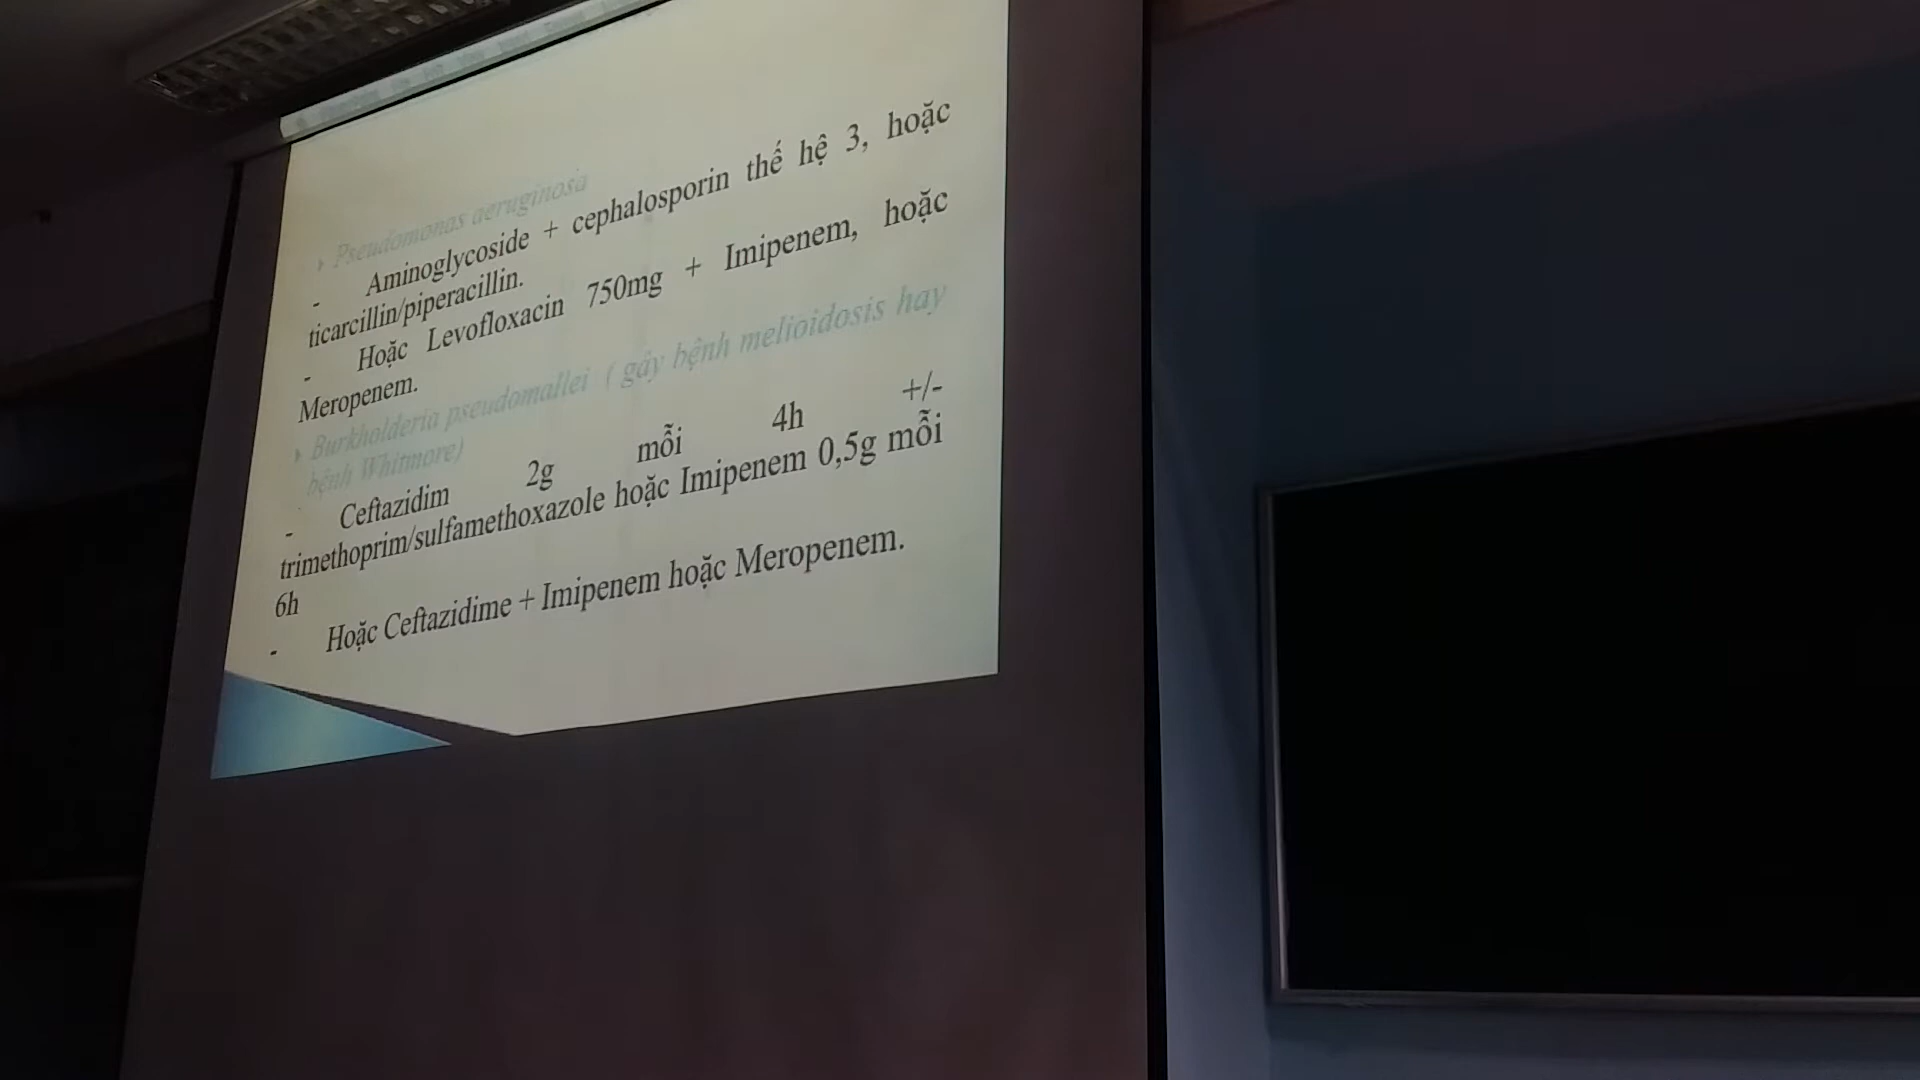 Pseudomonas aeruginosa
- Aminoglycoside + cephalosporin thế hệ 3, hoặc
ticarcillin/piperacillin.
- Hoặc Levofloxacin 750mg + Imipenem, hoặc
Meropenem.
Burkholderia pseudomallei ( gây bệnh melioidosis hay
bệnh Whitmore)
- Ceftazidim 2g mỗi 4h +/-
trimethoprim/sulfamethoxazole hoặc Imipenem 0,5g mỗi
6h
- Hoặc Ceftazidime + Imipenem hoặc Meropenem.